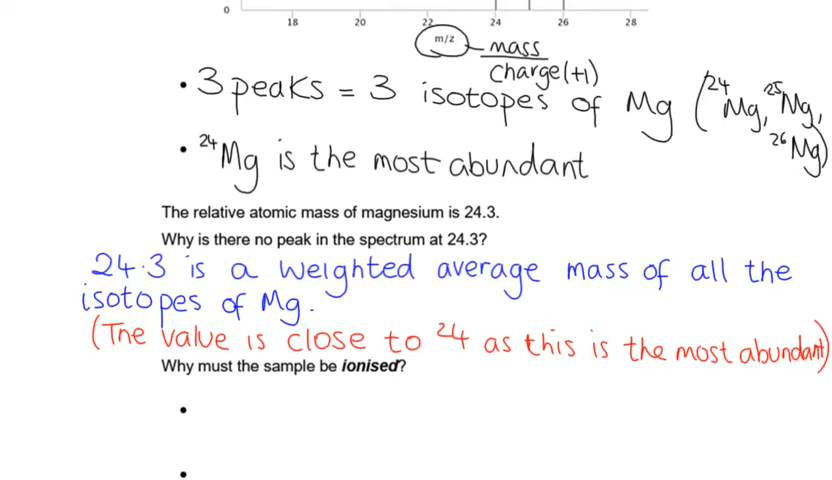 0
18 20 22 24 25 26 28
m/z mass
charge(+1)
• 3 peaks = 3 isotopes of Mg (²⁴Mg, ²⁵Mg,
²⁶Mg)
• ²⁴Mg is the most abundant
The relative atomic mass of magnesium is 24.3.
Why is there no peak in the spectrum at 24.3?
24.3 is a weighted average mass of all the
isotopes of Mg.
(The value is close to 24 as this is the most abundant)
Why must the sample be ionised?
•
•